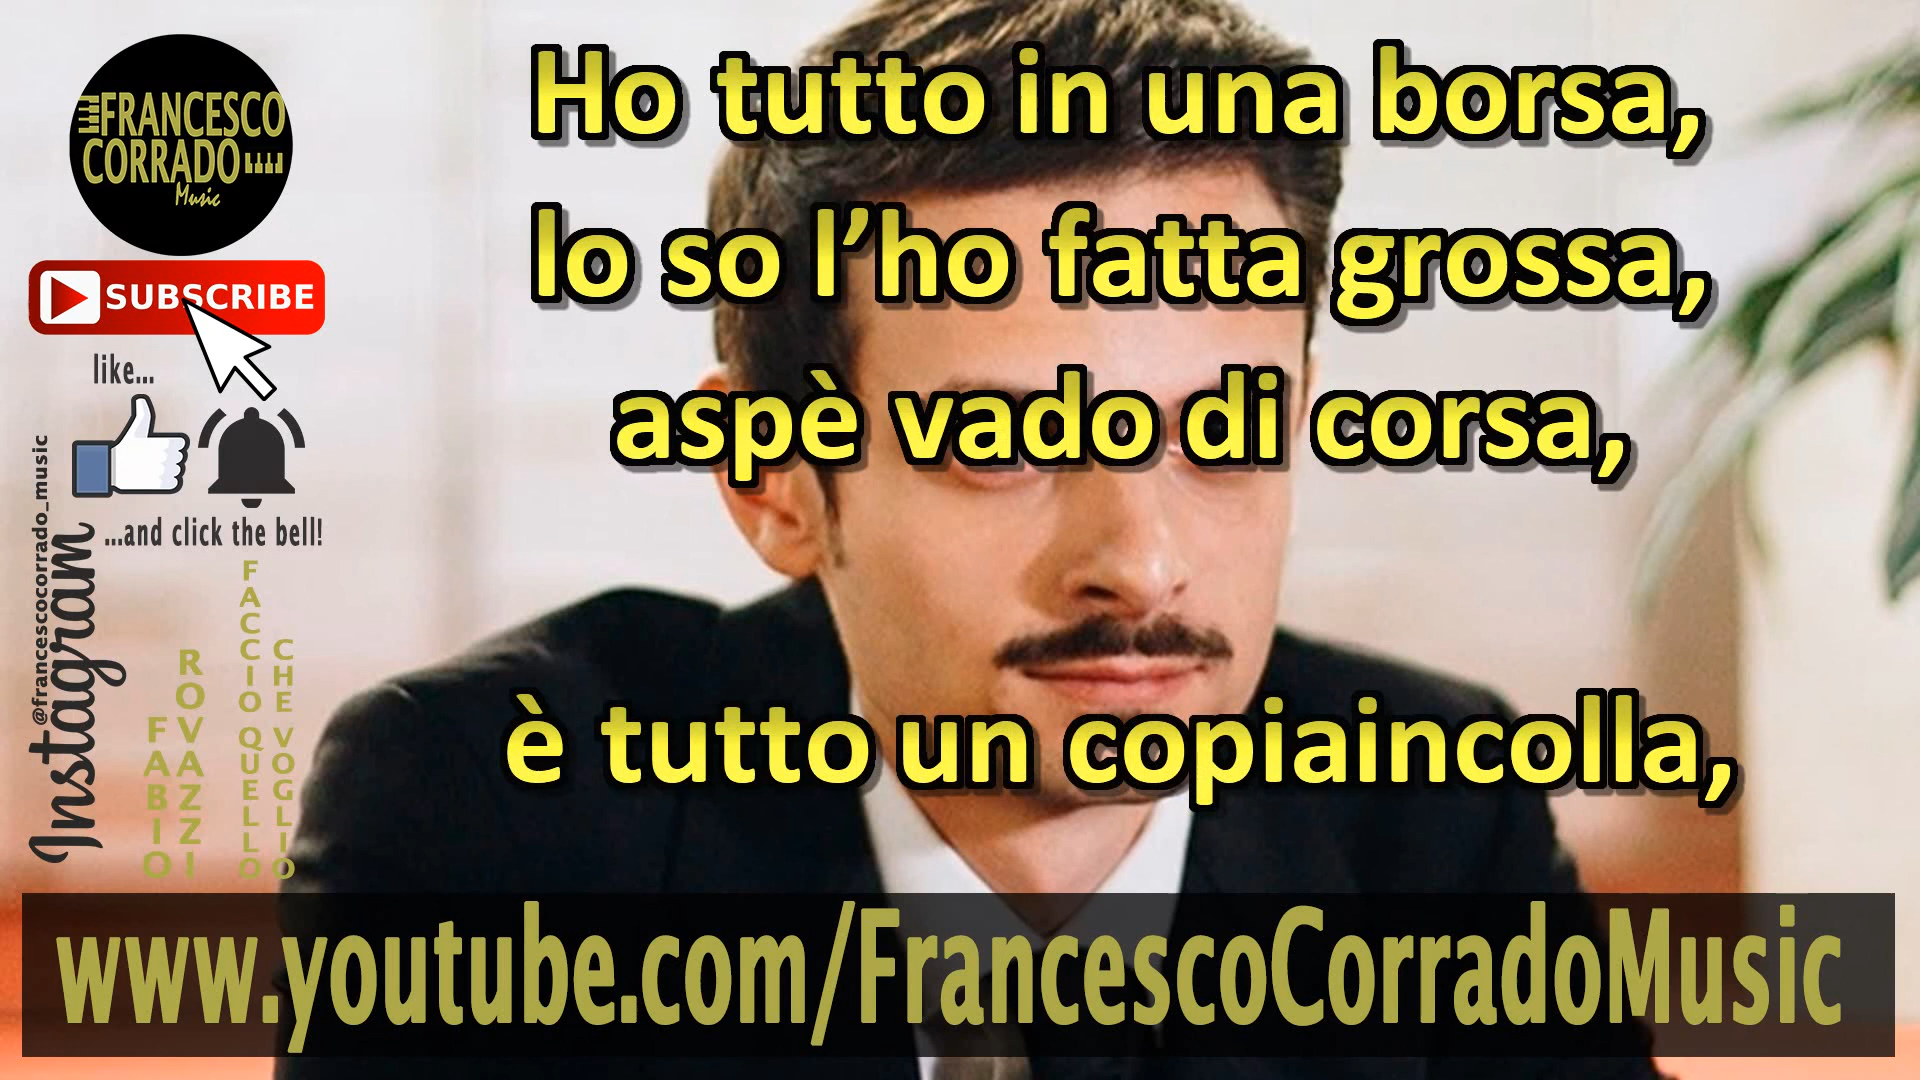 FRANCESCO
CORRADO
Music
SUBSCRIBE
like...
...and click the bell!
@francescocorrado_music
Instagram
FABIO
ROVAZZI
FACCIO QUELLO
CHE VOGLIO
Ho tutto in una borsa,
lo so l’ho fatta grossa,
aspè vado di corsa,
è tutto un copiaincolla,
www.youtube.com/FrancescoCorradoMusic